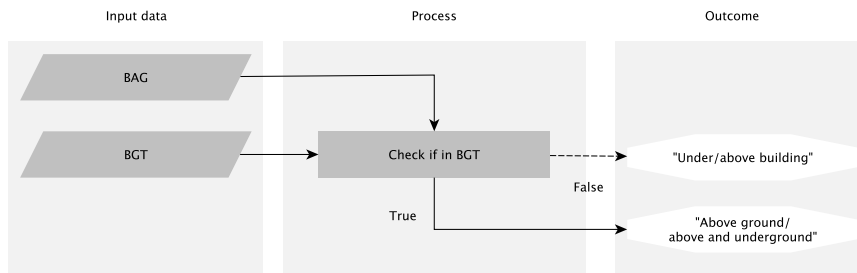 Input data
Process
Outcome
BAG
BGT
Check if in BGT
"Under/above building"
False
True
"Above ground/
above and underground"